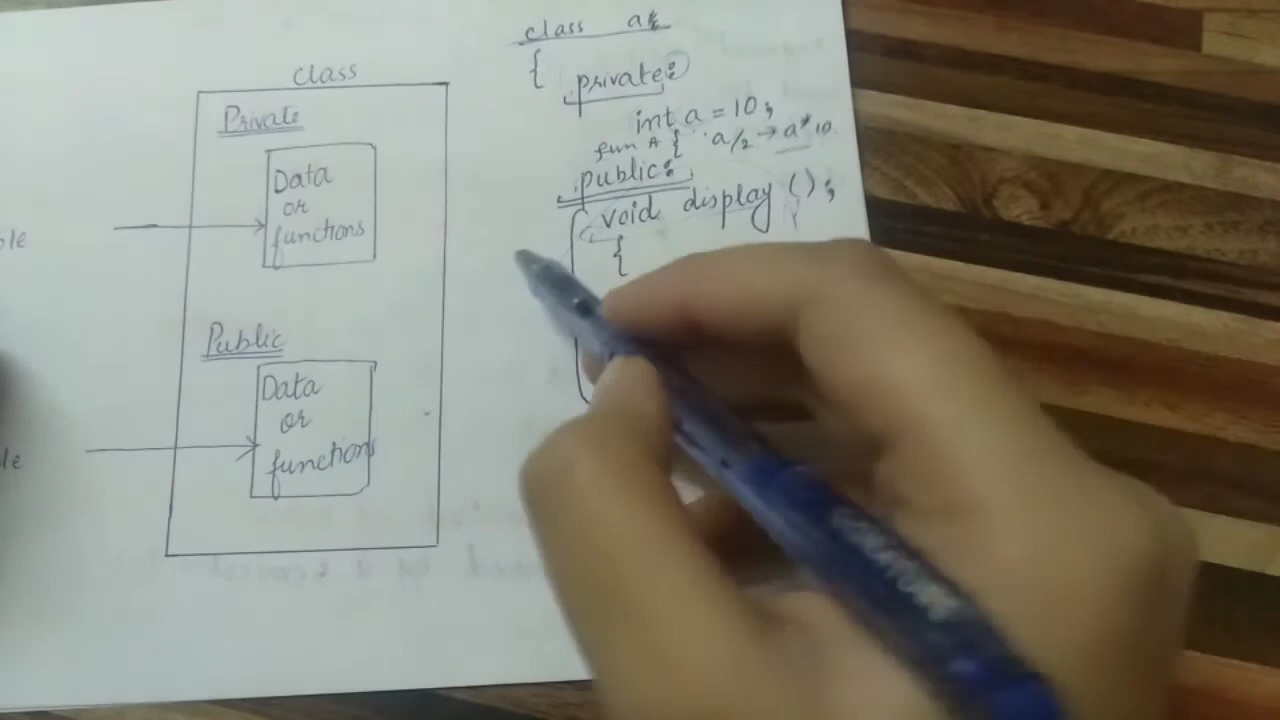 class
Private
Data
or
functions
Public
Data
or
functions
class a
{
private:
int a = 10;
fun A { a/2 → a* 10
public:
void display ();
{